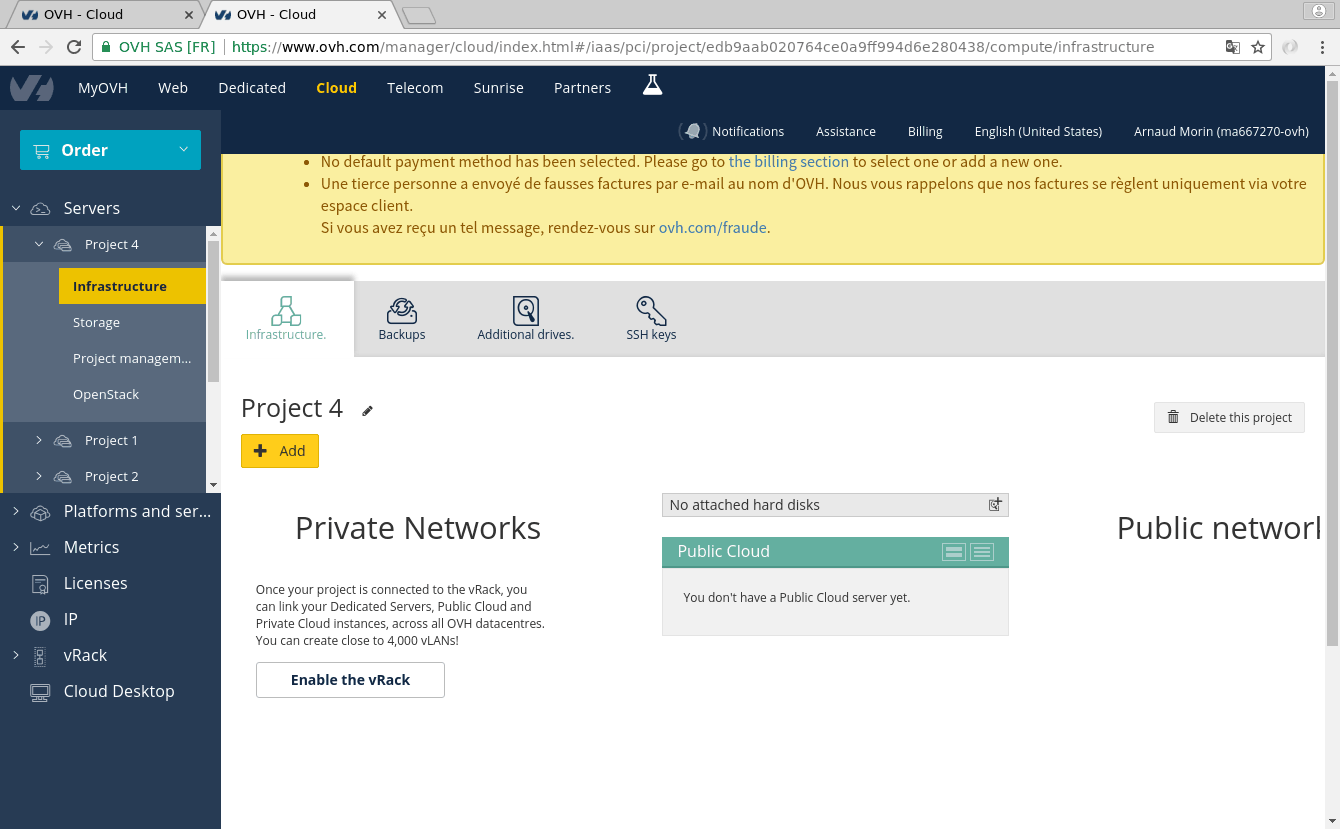 OVH - Cloud
OVH - Cloud
OVH SAS [FR] https://www.ovh.com/manager/cloud/index.html#/iaas/pci/project/edb9aab020764ce0a9ff994d6e280438/compute/infrastructure
MyOVH Web Dedicated Cloud Telecom Sunrise Partners
Notifications Assistance Billing English (United States) Arnaud Morin (ma667270-ovh)
Order
Servers
Project 4
Infrastructure
Storage
Project managem...
OpenStack
Project 1
Project 2
Platforms and ser...
Metrics
Licenses
IP
IP
vRack
Cloud Desktop
• No default payment method has been selected. Please go to the billing section to select one or add a new one.
• Une tierce personne a envoyé de fausses factures par e-mail au nom d'OVH. Nous vous rappelons que nos factures se règlent uniquement via votre
espace client.
Si vous avez reçu un tel message, rendez-vous sur ovh.com/fraude.
Infrastructure. Backups Additional drives. SSH keys
Project 4
Delete this project
Add
Private Networks
Once your project is connected to the vRack, you
can link your Dedicated Servers, Public Cloud and
Private Cloud instances, across all OVH datacentres.
You can create close to 4,000 vLANs!
Enable the vRack
No attached hard disks
Public Cloud
You don't have a Public Cloud server yet.
Public network